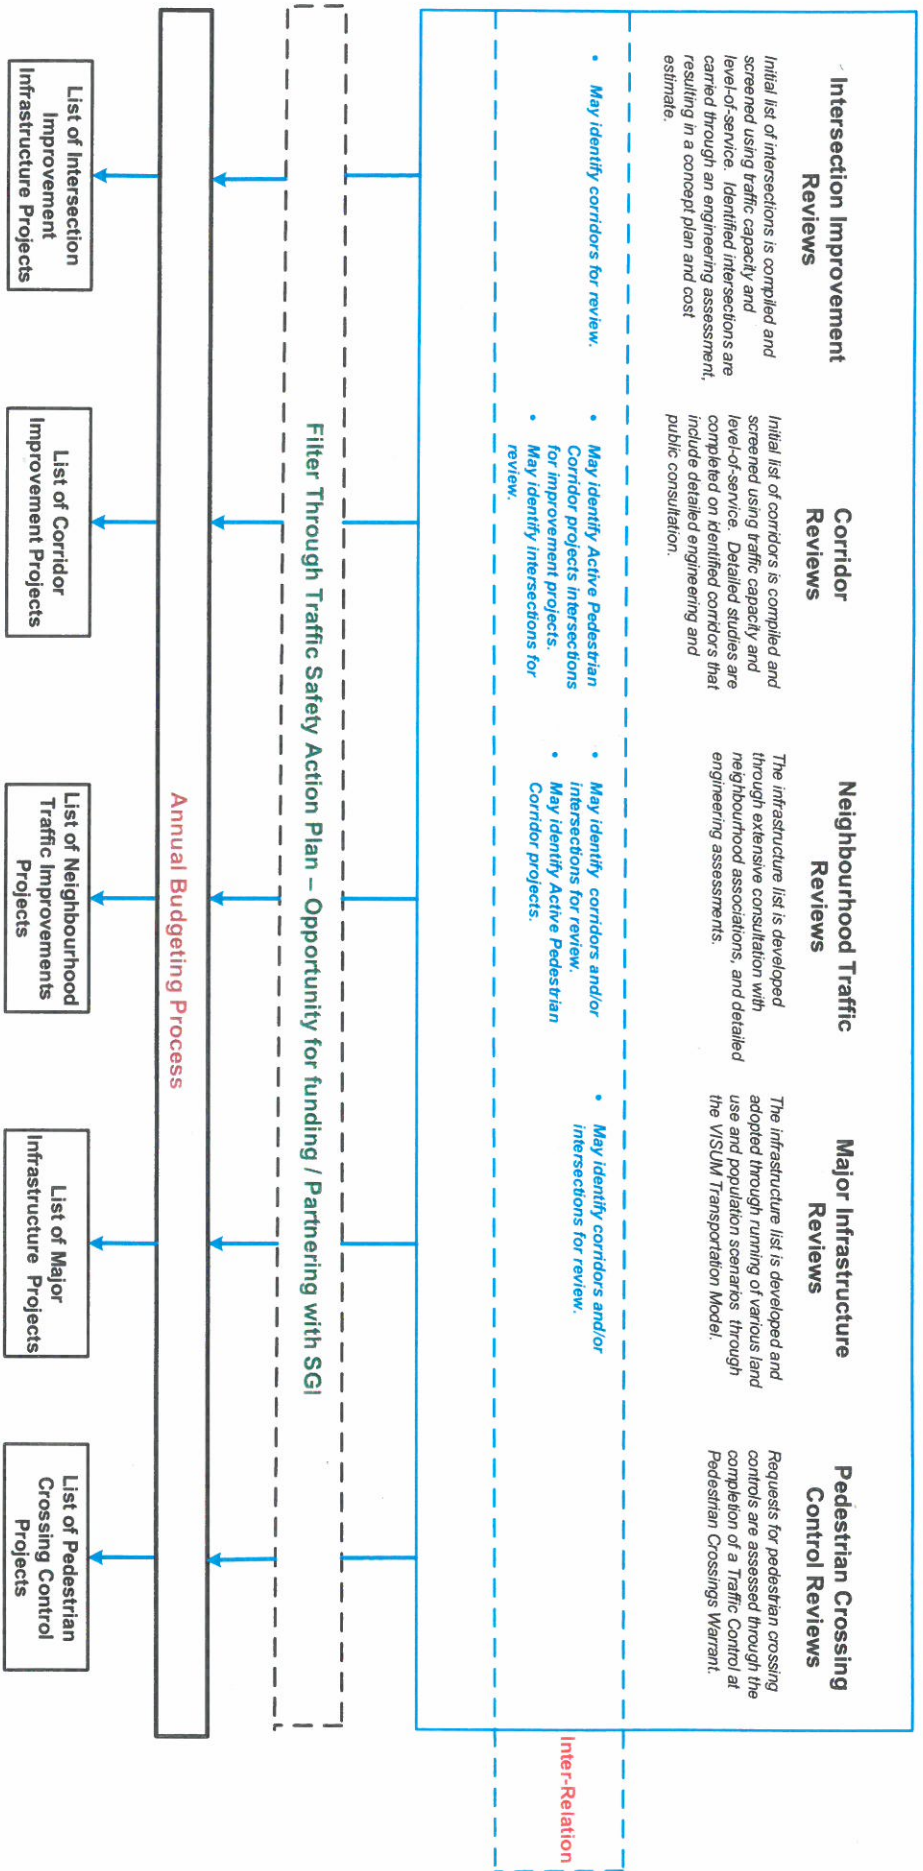 Intersection Improvement
Reviews
Initial list of intersections is compiled and
screened using traffic capacity and
level-of-service. Identified intersections are
carried through an engineering assessment,
resulting in a concept plan and cost
estimate.
Corridor
Reviews
Initial list of corridors is compiled and
screened using traffic capacity and
level-of-service. Detailed studies are
completed on identified corridors that
include detailed engineering and
public consultation.
Neighbourhood Traffic
Reviews
The infrastructure list is developed
through extensive consultation with
neighbourhood associations, and detailed
engineering assessments.
Major Infrastructure
Reviews
The infrastructure list is developed and
adopted through running of various land
use and population scenarios through
the VISUM Transportation Model.
Pedestrian Crossing
Control Reviews
Requests for pedestrian crossing
controls are assessed through the
completion of a Traffic Control at
Pedestrian Crossings Warrant.
• May identify corridors for review.
• May identify Active Pedestrian
Corridor projects intersections
for improvement projects.
• May identify intersections for
review.
• May identify corridors and/or
intersections for review.
• May identify Active Pedestrian
Corridor projects.
• May identify corridors and/or
intersections for review.
Inter-Relation
Filter Through Traffic Safety Action Plan – Opportunity for funding / Partnering with SGI
Annual Budgeting Process
List of Intersection
Improvement
Infrastructure Projects
List of Corridor
Improvement Projects
List of Neighbourhood
Traffic Improvements
Projects
List of Major
Infrastructure Projects
List of Pedestrian
Crossing Control
Projects